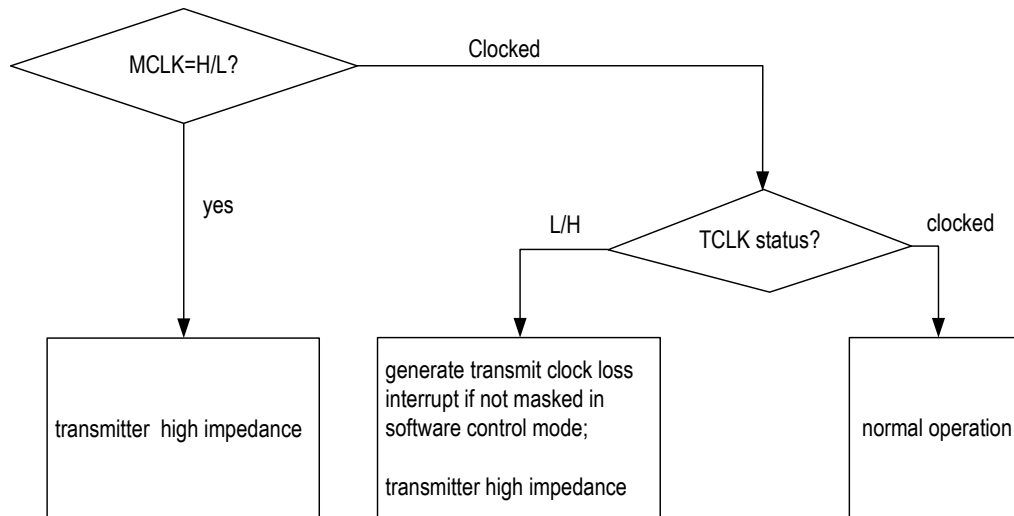 MCLK=H/L?
Clocked
yes
L/H
TCLK status?
clocked
transmitter  high impedance
generate transmit clock loss
interrupt if not masked in
software control mode;
transmitter high impedance
normal operation